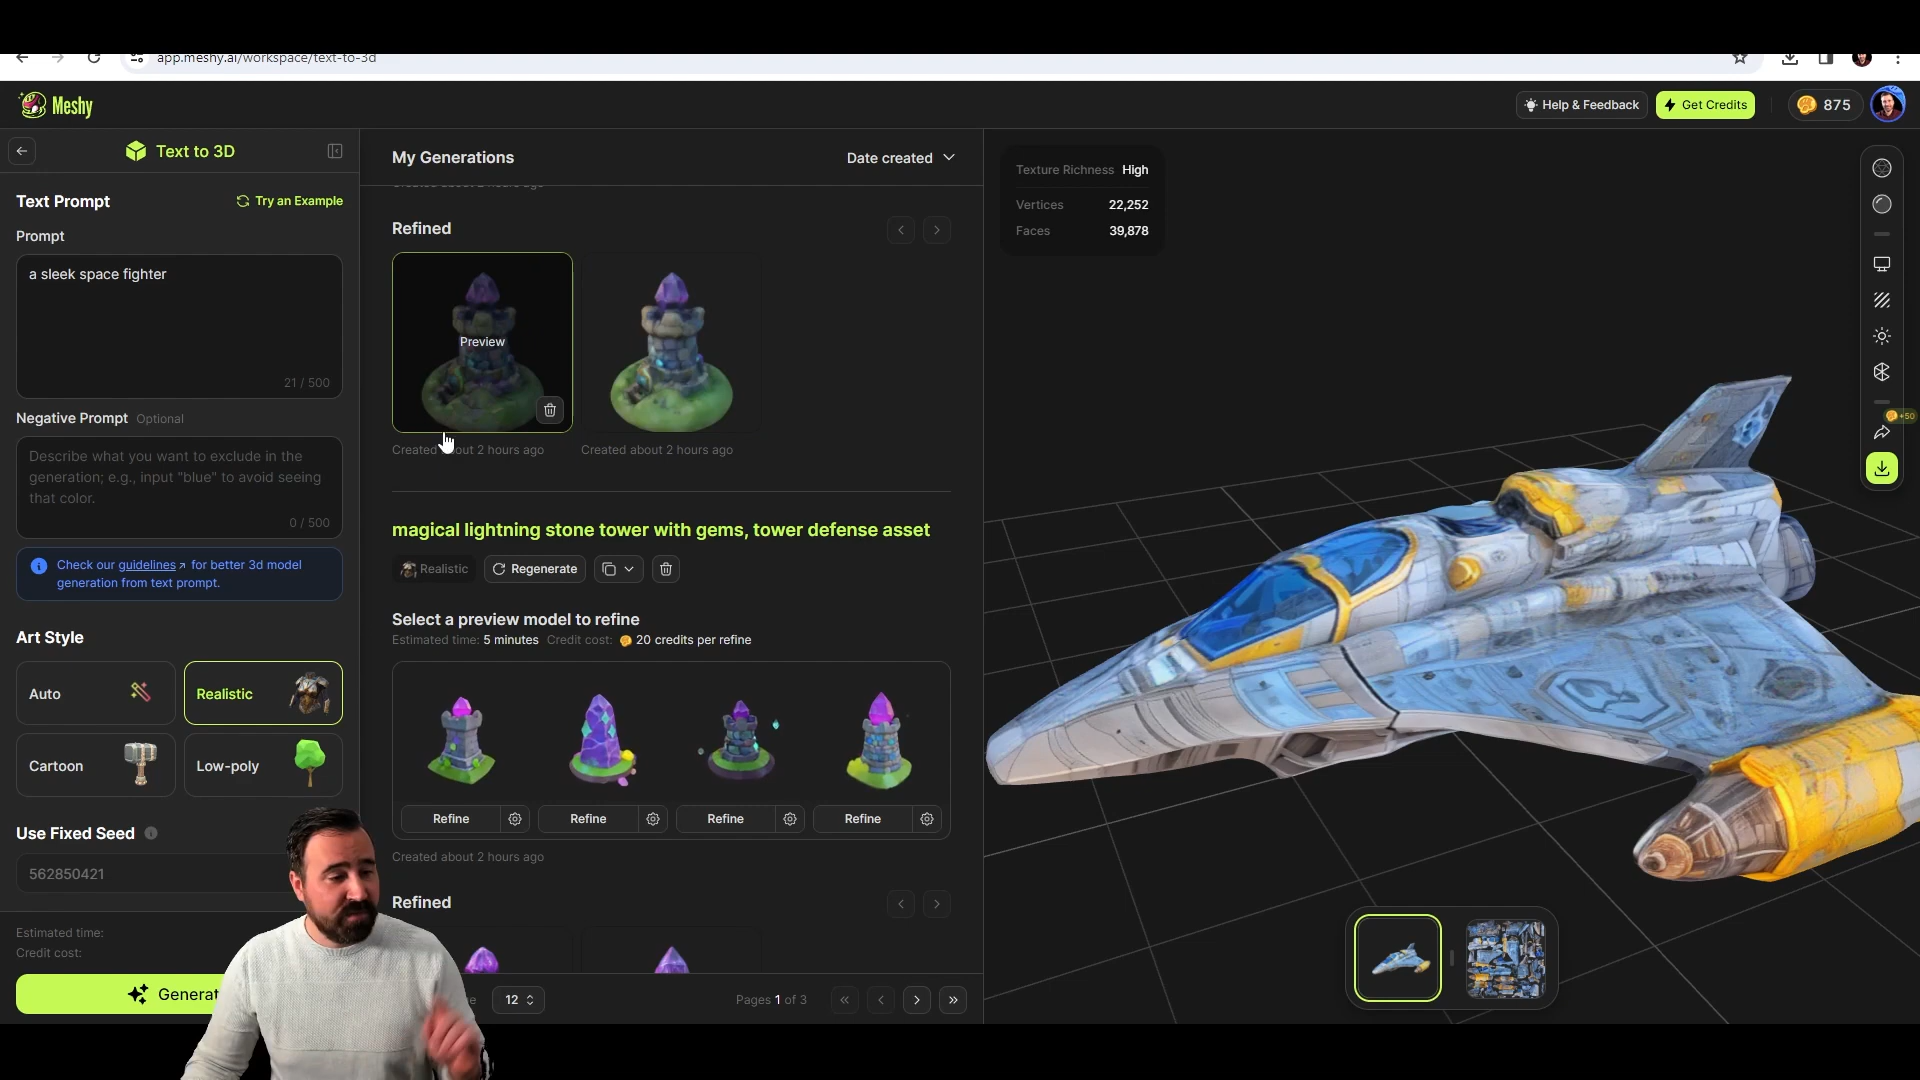 app.meshy.ai/workspace/text-to-3d
Meshy
Help & Feedback
Get Credits
875
Text to 3D
My Generations
Date created
Text Prompt
Try an Example
Prompt
a sleek space fighter
21 / 500
Negative Prompt Optional
Describe what you want to exclude in the
generation; e.g., input "blue" to avoid seeing
that color.
0 / 500
Check our guidelines for better 3d model
generation from text prompt.
Art Style
Auto
Realistic
Cartoon
Low-poly
Use Fixed Seed
562850421
Estimated time:
Credit cost:
Generat
Created about 2 hours ago
Refined
Preview
Created about 2 hours ago
Created about 2 hours ago
magical lightning stone tower with gems, tower defense asset
Realistic
Regenerate
Select a preview model to refine
Estimated time: 5 minutes Credit cost: 20 credits per refine
Refine
Refine
Refine
Refine
Created about 2 hours ago
Refined
12
Pages 1 of 3
Texture Richness High
Vertices 22,252
Faces 39,878
+50